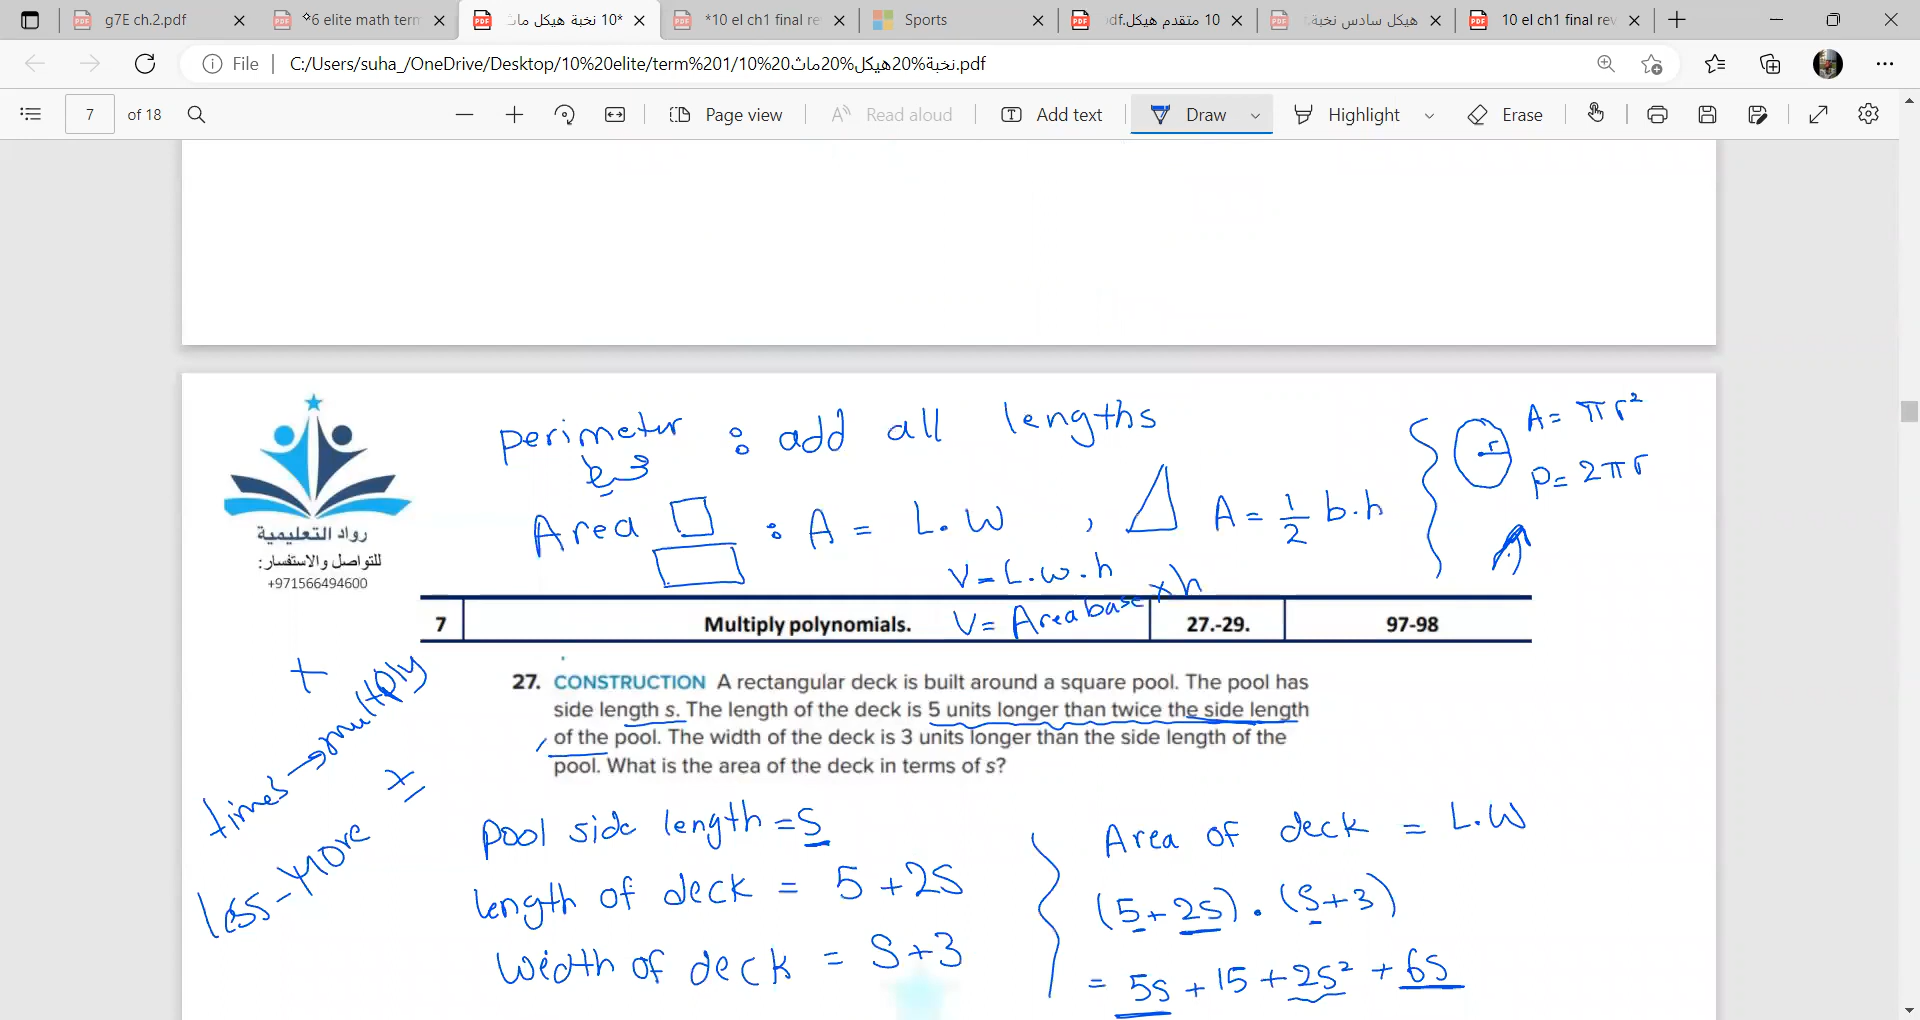 g7E ch.2.pdf
6 elite math term
*10 نخبة هيكل ماث
*10 el ch1 final re
Sports
10 متقدم هيكل.pdf
هيكل سادس نخبة
10 el ch1 final rev
File
C:/Users/suha_/OneDrive/Desktop/10%20elite/term%201/10%20نخبة%20هيكل%20ماث.pdf
7 of 18
Page view
Read aloud
Add text
Draw
Highlight
Erase
perimeter : add all lengths
محيط
Area : A = L.W , A = 1/2 b.h
A = πr²
P = 2πr
r
V = L.w.h
V = Area base × h
رواد التعليمية
للتواصل والاستفسار:
+971566494600
7 Multiply polynomials. 27.-29. 97-98
27. CONSTRUCTION A rectangular deck is built around a square pool. The pool has
side length s. The length of the deck is 5 units longer than twice the side length
of the pool. The width of the deck is 3 units longer than the side length of the
pool. What is the area of the deck in terms of s?
+
times → multiply
less - more
±
Pool side length = S
length of deck = 5 + 2S
width of deck = S + 3
Area of deck = L.W
(5 + 2S) . (S + 3)
= 5S + 15 + 2S² + 6S